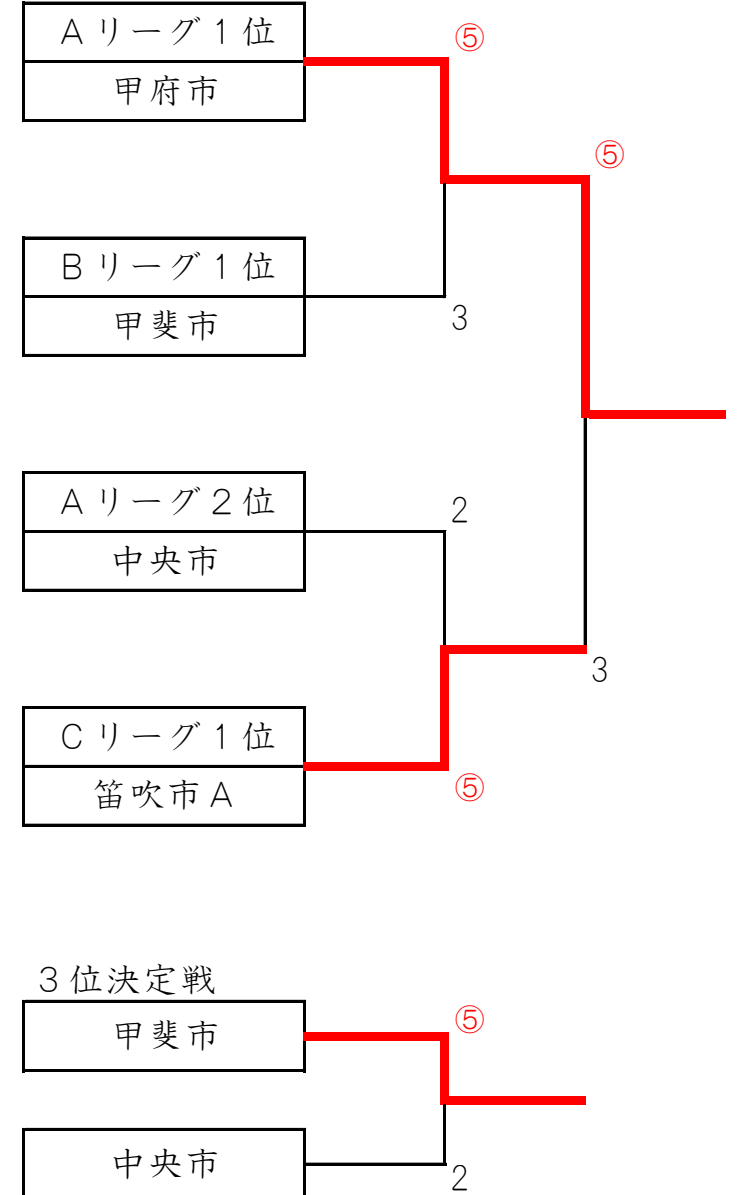 Aリーグ1位
⑤
甲府市
⑤
Bリーグ1位
3
甲斐市
Aリーグ2位
2
中央市
3
Cリーグ1位
⑤
笛吹市A
3位決定戦
甲斐市
⑤
中央市
2